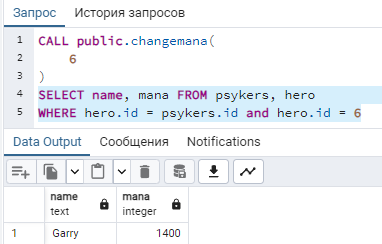 Запрос История запросов
1 CALL public.changemana(
2 6
3 )
4 SELECT name, mana FROM psykers, hero
5 WHERE hero.id = psykers.id and hero.id = 6
Data Output Сообщения Notifications
name mana
text integer
1 Garry 1400